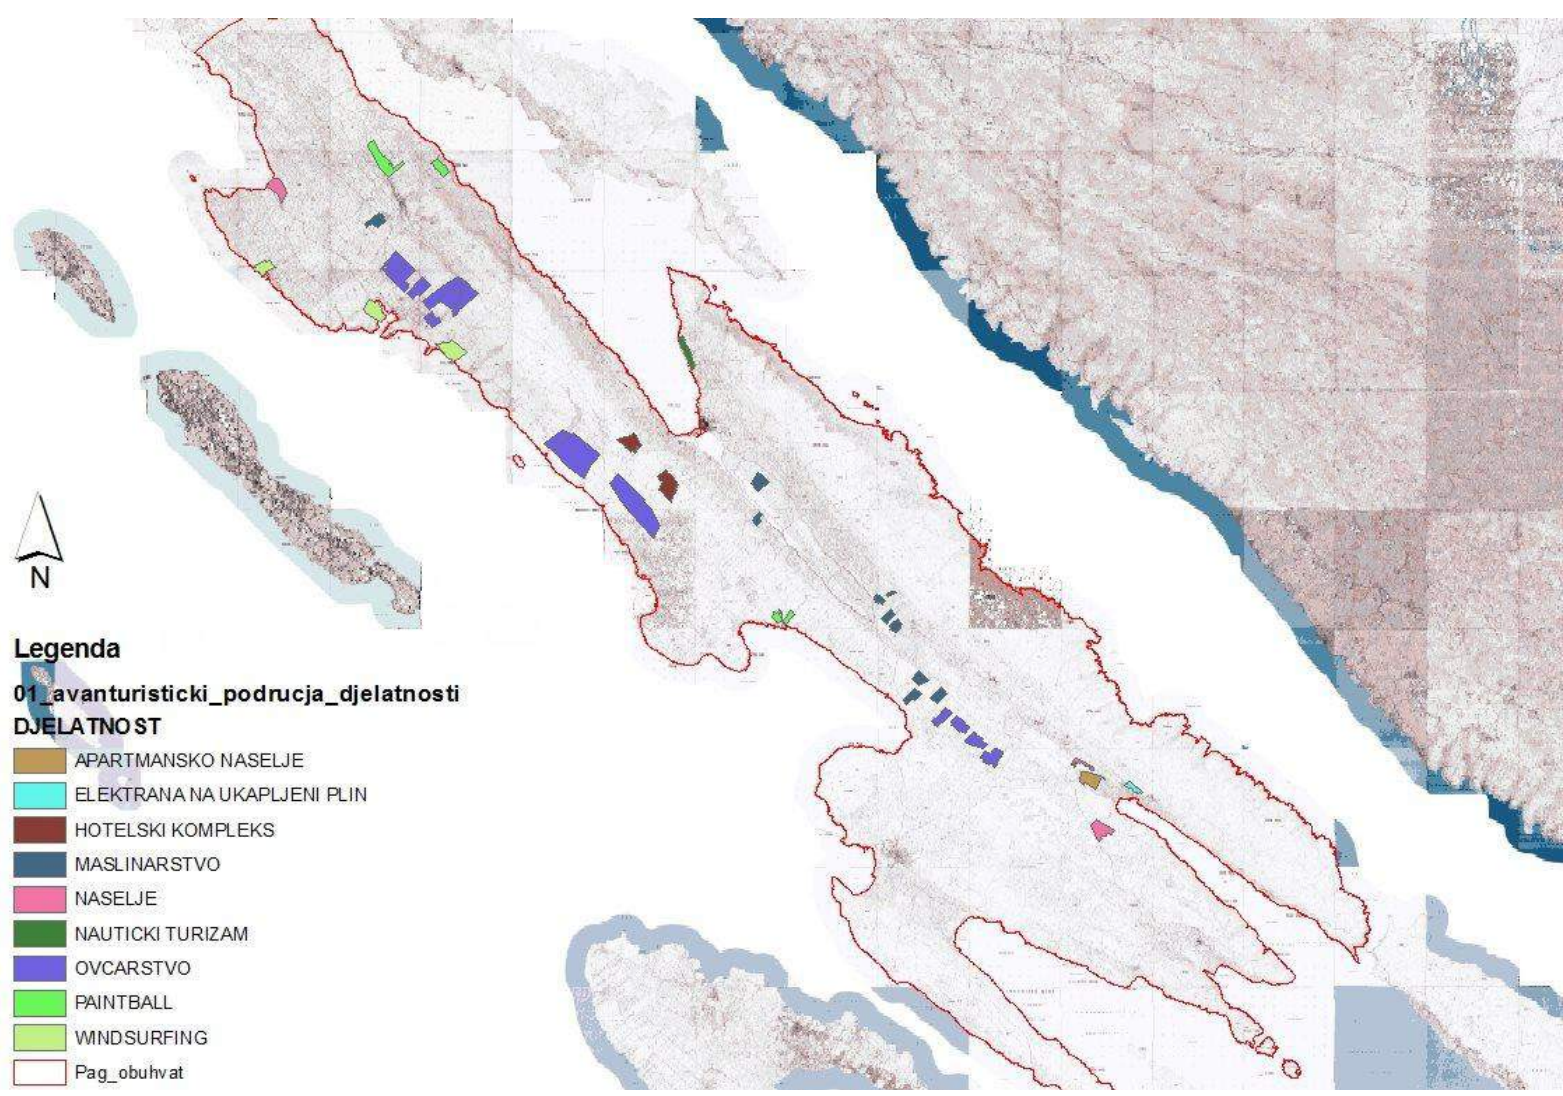 N
Legenda
01_avanturisticki_podrucja_djelatnosti
DJELATNOST
APARTMANSKO NASELJE
ELEKTRANA NA UKAPLJENI PLIN
HOTELSKI KOMPLEKS
MASLINARSTVO
NASELJE
NAUTICKI TURIZAM
OVCARSTVO
PAINTBALL
WINDSURFING
Pag_obuhvat